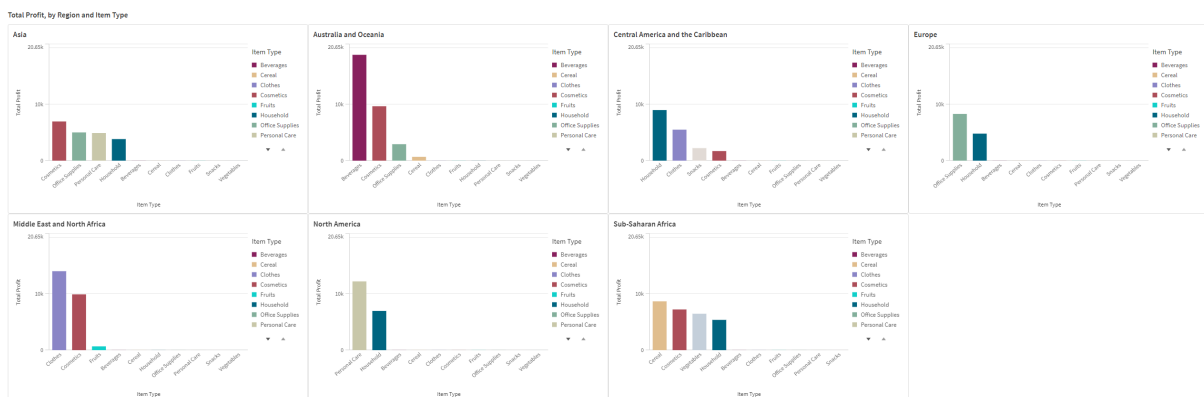 Total Profit, by Region and Item Type
Asia
20.65k
10k
0
Total Profit
Cosmetics
Office Supplies
Personal Care
Household
Beverages
Cereal
Clothes
Fruits
Snacks
Vegetables
Item Type
Item Type
Beverages
Cereal
Clothes
Cosmetics
Fruits
Household
Office Supplies
Personal Care
Australia and Oceania
20.65k
10k
0
Total Profit
Beverages
Cosmetics
Office Supplies
Cereal
Clothes
Fruits
Household
Personal Care
Snacks
Vegetables
Item Type
Item Type
Beverages
Cereal
Clothes
Cosmetics
Fruits
Household
Office Supplies
Personal Care
Central America and the Caribbean
20.65k
10k
0
Total Profit
Household
Clothes
Snacks
Cosmetics
Beverages
Cereal
Fruits
Office Supplies
Personal Care
Vegetables
Item Type
Item Type
Beverages
Cereal
Clothes
Cosmetics
Fruits
Household
Office Supplies
Personal Care
Europe
20.65k
10k
0
Total Profit
Office Supplies
Household
Beverages
Cereal
Clothes
Cosmetics
Fruits
Personal Care
Snacks
Vegetables
Item Type
Item Type
Beverages
Cereal
Clothes
Cosmetics
Fruits
Household
Office Supplies
Personal Care
Middle East and North Africa
20.65k
10k
0
Total Profit
Clothes
Cosmetics
Fruits
Beverages
Cereal
Household
Office Supplies
Personal Care
Snacks
Vegetables
Item Type
Item Type
Beverages
Cereal
Clothes
Cosmetics
Fruits
Household
Office Supplies
Personal Care
North America
20.65k
10k
0
Total Profit
Personal Care
Household
Beverages
Cereal
Clothes
Cosmetics
Fruits
Office Supplies
Snacks
Vegetables
Item Type
Item Type
Beverages
Cereal
Clothes
Cosmetics
Fruits
Household
Office Supplies
Personal Care
Sub-Saharan Africa
20.65k
10k
0
Total Profit
Cereal
Cosmetics
Vegetables
Household
Beverages
Clothes
Fruits
Office Supplies
Personal Care
Snacks
Item Type
Item Type
Beverages
Cereal
Clothes
Cosmetics
Fruits
Household
Office Supplies
Personal Care